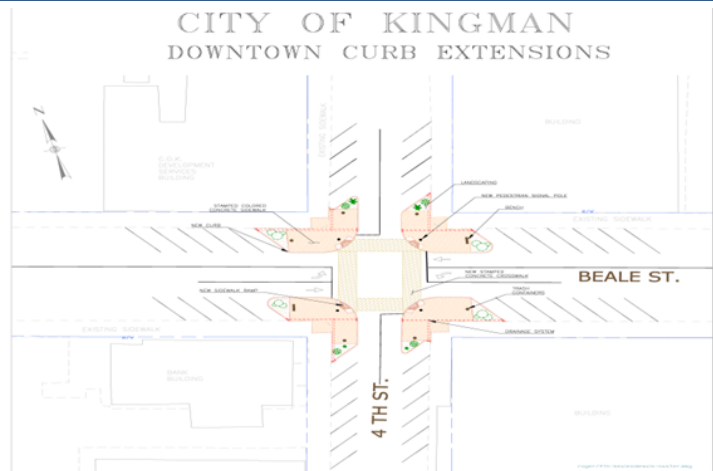 CITY OF KINGMAN
DOWNTOWN CURB EXTENSIONS
N
EXISTING SIDEWALK
BUILDING
C.O.K.
DEVELOPMENT
SERVICES
BUILDING
LANDSCAPING
NEW PEDESTRIAN SIGNAL POLE
BENCH
STAMPED COLORED
CONCRETE SIDEWALK
NEW CURB
R/W
EXISTING SIDEWALK
NEW STAMPED
CONCRETE CROSSWALK
BEALE ST.
TRASH
CONTAINERS
NEW SIDEWALK RAMP
EXISTING SIDEWALK
R/W
DRAINAGE SYSTEM
BANK
BUILDING
4 TH ST.
BUILDING